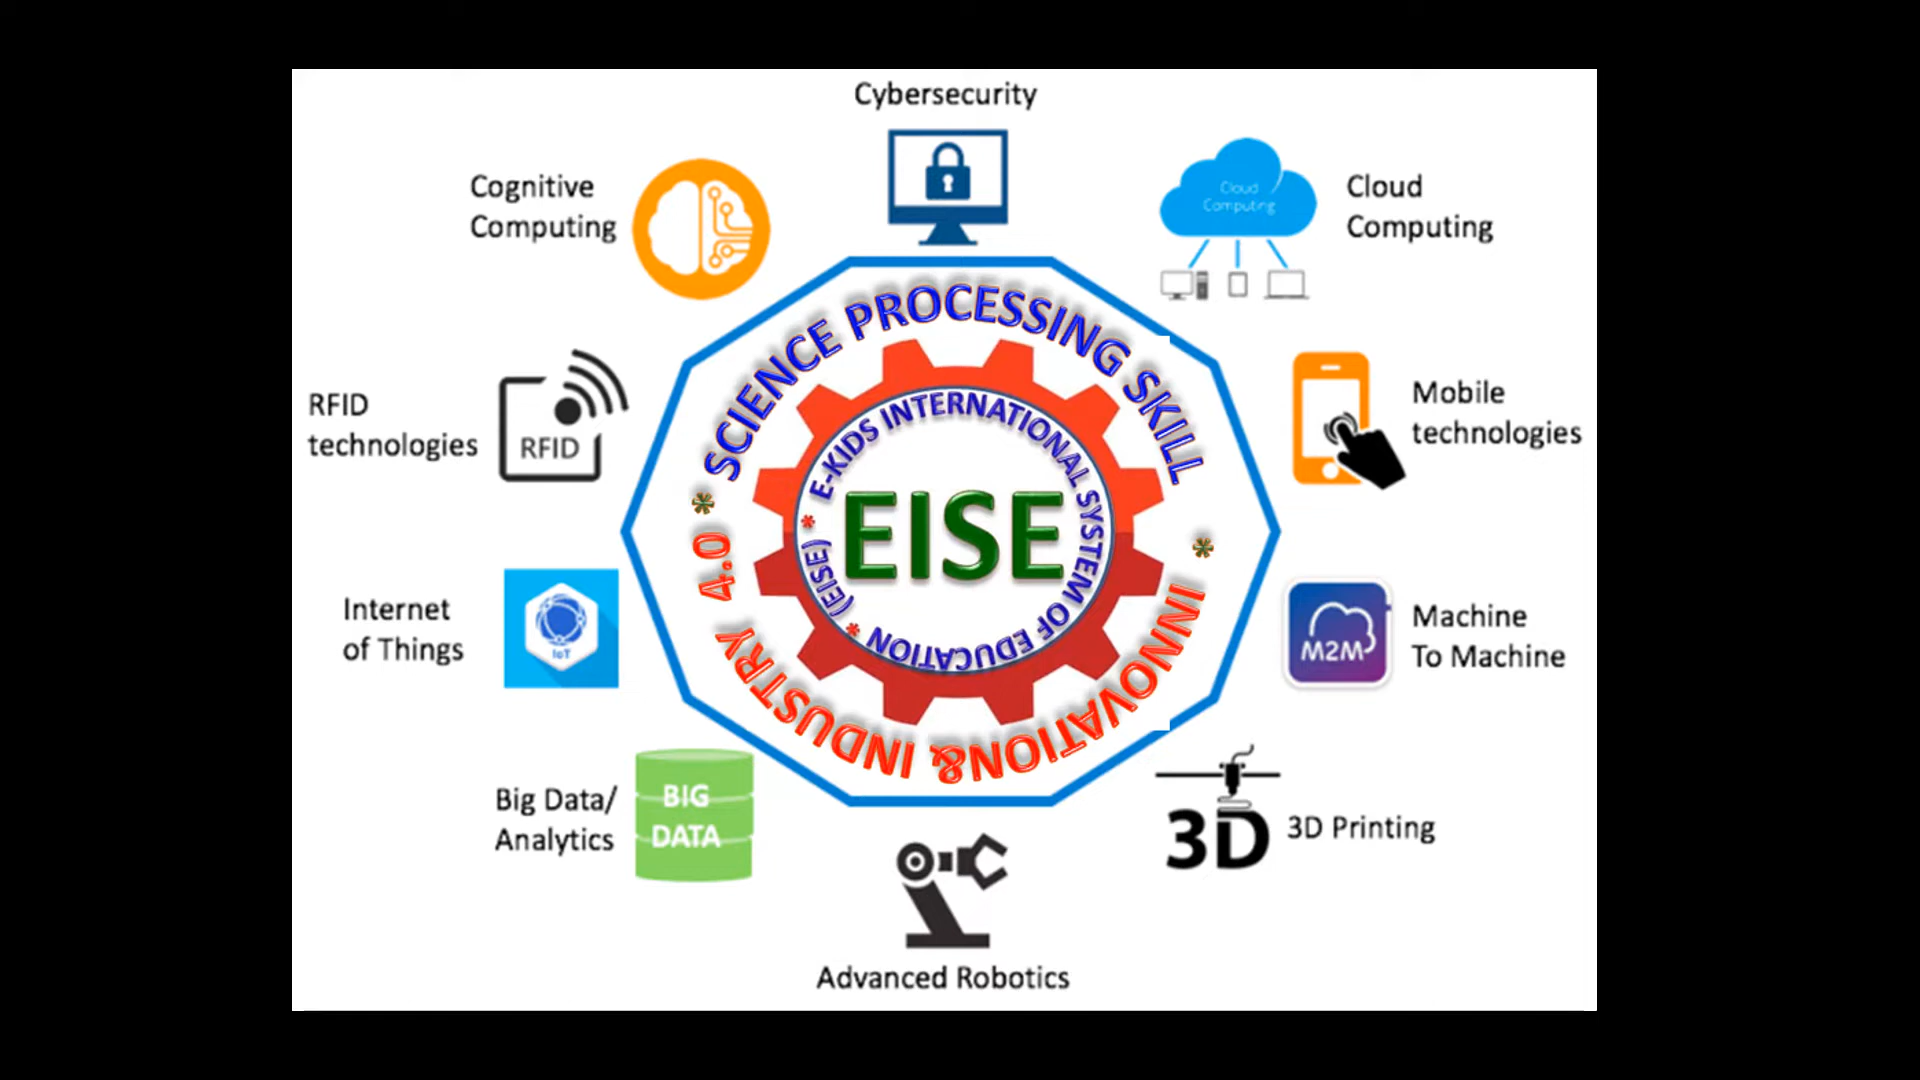 Cybersecurity
Cognitive
Computing
Cloud
Computing
Cloud
Computing
SCIENCE PROCESSING SKILL
RFID
technologies
RFID
Mobile
technologies
* E-KIDS INTERNATIONAL SYSTEM OF EDUCATION * (EISE)
EISE
* INNOVATION& INDUSTRY 4.0 *
Internet
of Things
IoT
M2M
Machine
To Machine
Big Data/
Analytics
BIG
DATA
3D
3D Printing
Advanced Robotics